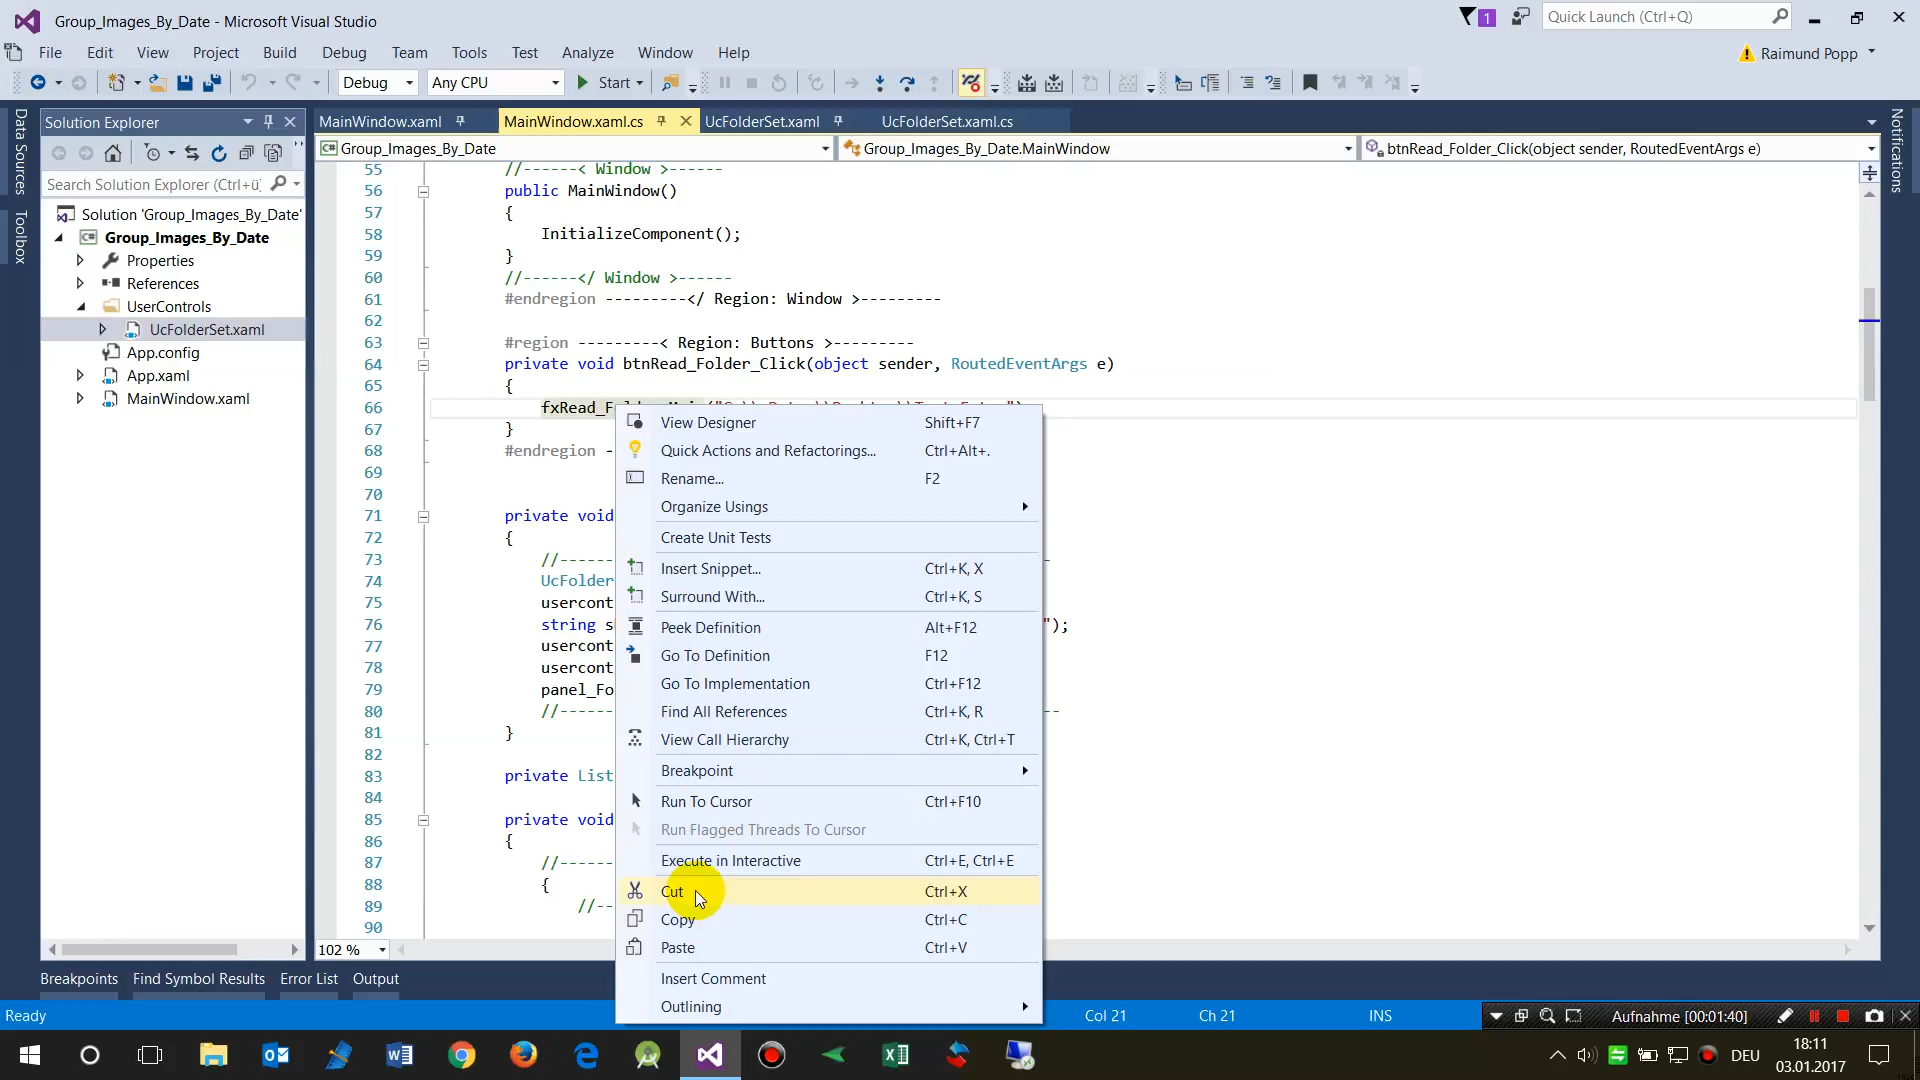 Group_Images_By_Date - Microsoft Visual Studio
1
Quick Launch (Ctrl+Q)
File Edit View Project Build Debug Team Tools Test Analyze Window Help
Raimund Popp
Debug Any CPU Start
Data Sources
Toolbox
Solution Explorer
Search Solution Explorer (Ctrl+ü)
Solution 'Group_Images_By_Date'
Group_Images_By_Date
Properties
References
UserControls
UcFolderSet.xaml
App.config
App.xaml
MainWindow.xaml
MainWindow.xaml MainWindow.xaml.cs UcFolderSet.xaml UcFolderSet.xaml.cs
Group_Images_By_Date Group_Images_By_Date.MainWindow btnRead_Folder_Click(object sender, RoutedEventArgs e)
Notifications
55 //------< Window >------
56 public MainWindow()
57 {
58 InitializeComponent();
59 }
60 //------</ Window >------
61 #endregion ---------</ Region: Window >---------
62
63 #region ---------< Region: Buttons >---------
64 private void btnRead_Folder_Click(object sender, RoutedEventArgs e)
65 {
66 fxRead_F
67 }
68 #endregion -
69
70
71 private void
72 {
73 //-----
74 UcFolder
75 usercont
76 string s ");
77 usercont
78 usercont
79 panel_Fo
80 //-----
81 }
82
83 private List
84
85 private void
86 {
87 //-----
88 {
89 //--
90
View Designer Shift+F7
Quick Actions and Refactorings... Ctrl+Alt+.
Rename... F2
Organize Usings
Create Unit Tests
Insert Snippet... Ctrl+K, X
Surround With... Ctrl+K, S
Peek Definition Alt+F12
Go To Definition F12
Go To Implementation Ctrl+F12
Find All References Ctrl+K, R
View Call Hierarchy Ctrl+K, Ctrl+T
Breakpoint
Run To Cursor Ctrl+F10
Run Flagged Threads To Cursor
Execute in Interactive Ctrl+E, Ctrl+E
Cut Ctrl+X
Copy Ctrl+C
Paste Ctrl+V
Insert Comment
Outlining
102 %
Breakpoints Find Symbol Results Error List Output
Ready Col 21 Ch 21 INS
Aufnahme [00:01:40]
DEU
18:11
03.01.2017